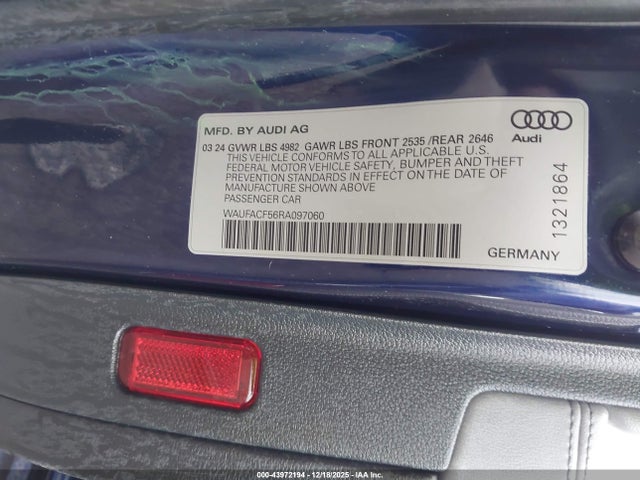 MFD. BY AUDI AG
03 24 GVWR LBS 4982 GAWR LBS FRONT 2535 /REAR 2646
THIS VEHICLE CONFORMS TO ALL APPLICABLE U.S.
FEDERAL MOTOR VEHICLE SAFETY, BUMPER AND THEFT
PREVENTION STANDARDS IN EFFECT ON THE DATE OF
MANUFACTURE SHOWN ABOVE
PASSENGER CAR
WAUFACF56RA097060
Audi
1321864
GERMANY
000-43972194 - 12/18/2025 - IAA Inc.